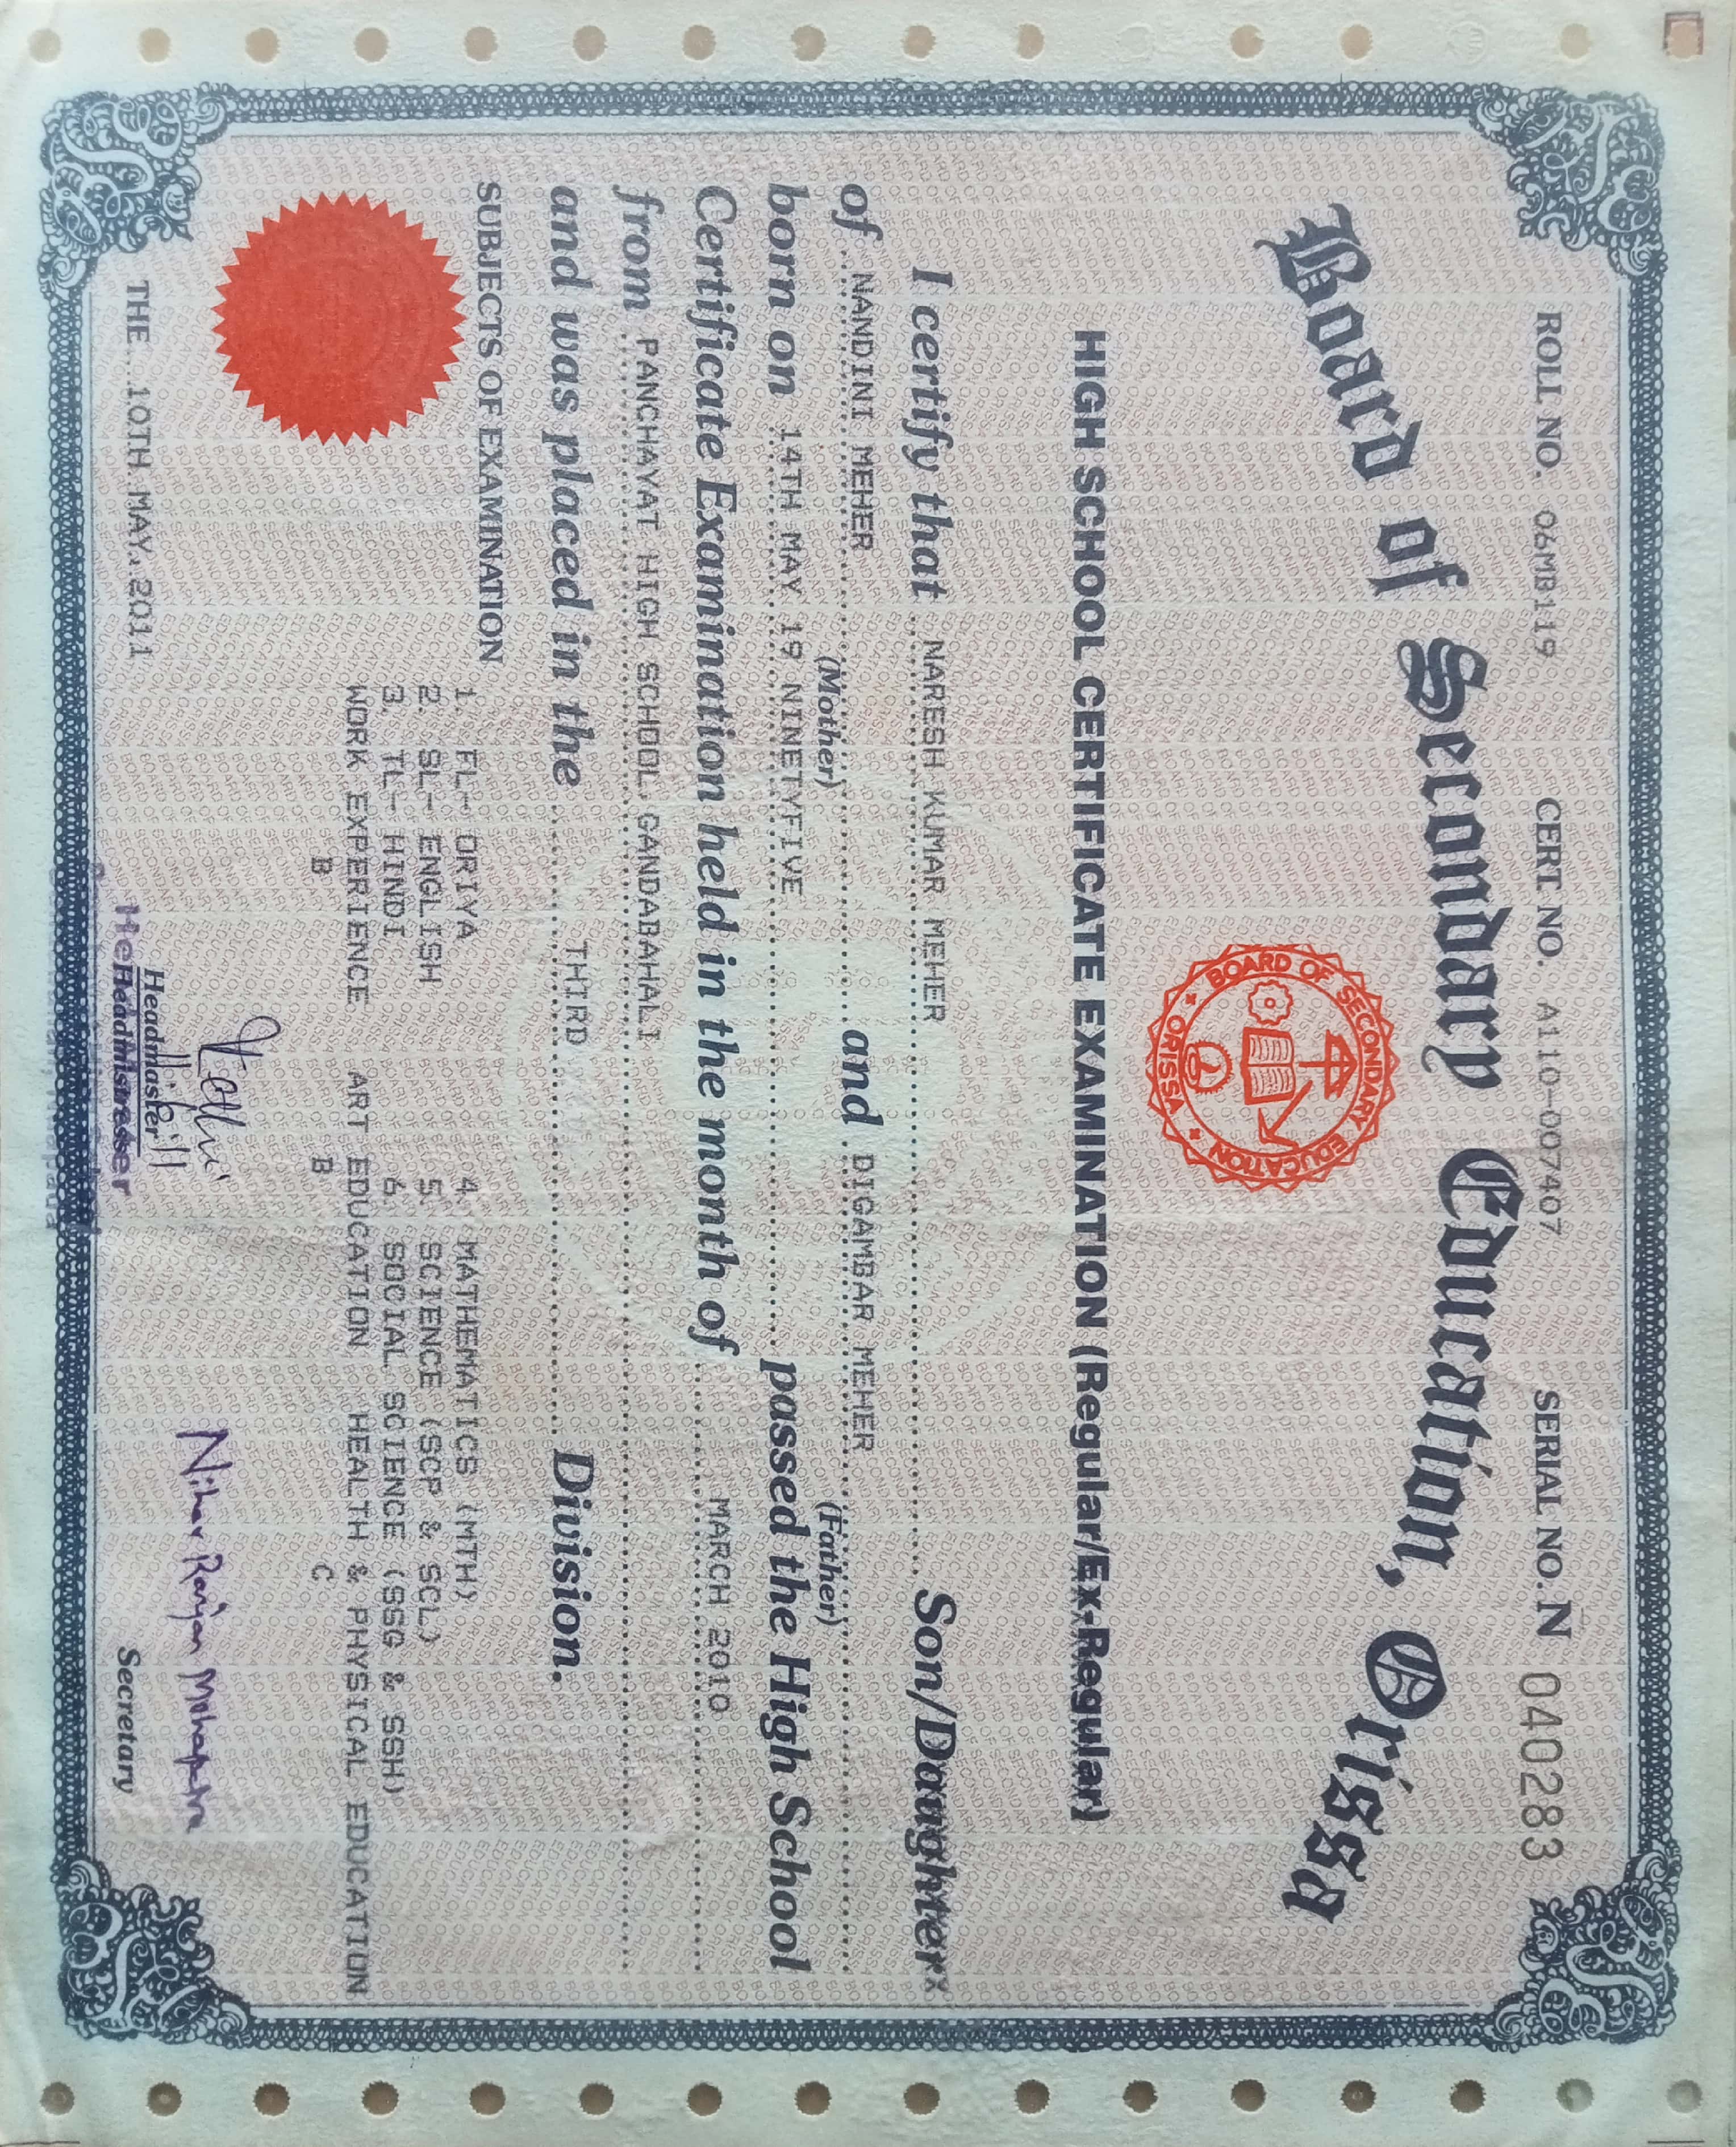 ROLL NO. 06MB119 CERT. NO. A110-007407 SERIAL NO. N 040283
Board of Secondary Education, Orissa
BOARD OF SECONDARY EDUCATION
ORISSA
HIGH SCHOOL CERTIFICATE EXAMINATION (Regular/Ex-Regular)
I certify that NARESH KUMAR MEHER Son/Daughter
of NANDINI MEHER and DIGAMBAR MEHER
(Mother) (Father)
born on 14TH MAY 19 NINETYFIVE passed the High School
Certificate Examination held in the month of MARCH 2010
from PANCHAYAT HIGH SCHOOL, GANDABAHALI
and was placed in the THIRD Division.
SUBJECTS OF EXAMINATION
1. FL- ORIYA 4. MATHEMATICS (MTH)
2. SL- ENGLISH 5. SCIENCE (SCP & SCL)
3. TL- HINDI 6. SOCIAL SCIENCE (SSG & SSH)
WORK EXPERIENCE ART EDUCATION HEALTH & PHYSICAL EDUCATION
B B C
Nihar Ranjan Mohapatra
THE 10TH MAY 2011 Headmaster Secretary